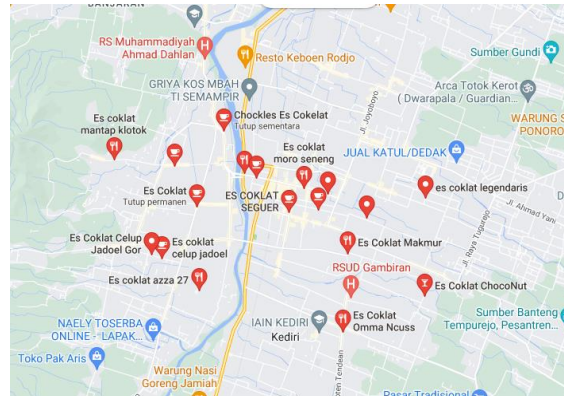 BANJARAN
RS Muhammadiyah
Ahmad Dahlan
Resto Keboen Rodjo
Sumber Gundi
GRIYA KOS MBAH
TI SEMAMPIR
Arca Totok Kerot
( Dwarapala / Guardian...
Jl. Joyoboyo
WARUNG S
PONORO
Es coklat
mantap klotok
Chockles Es Cokelat
Tutup sementara
Es coklat
moro seneng
JUAL KATUL/DEDAK
Es Coklat
Tutup permanen
ES COKLAT
SEGUER
es coklat legendaris
Jl. Ahmad Yani
Es Coklat Celup
Jadoel Gor
Es coklat
celup jadoel
Es Coklat Makmur
Jl. Raya Tugurejo
Es coklat azza 27
RSUD Gambiran
Es Coklat ChocoNut
NAELY TOSERBA
ONLINE - LAPAK...
IAIN KEDIRI
Kediri
Es Coklat
Omma Ncuss
Sumber Banteng
Tempurejo, Pesantren...
Toko Pak Aris
Warung Nasi
Goreng Jamiah
Tendean
Pasar Tradisional